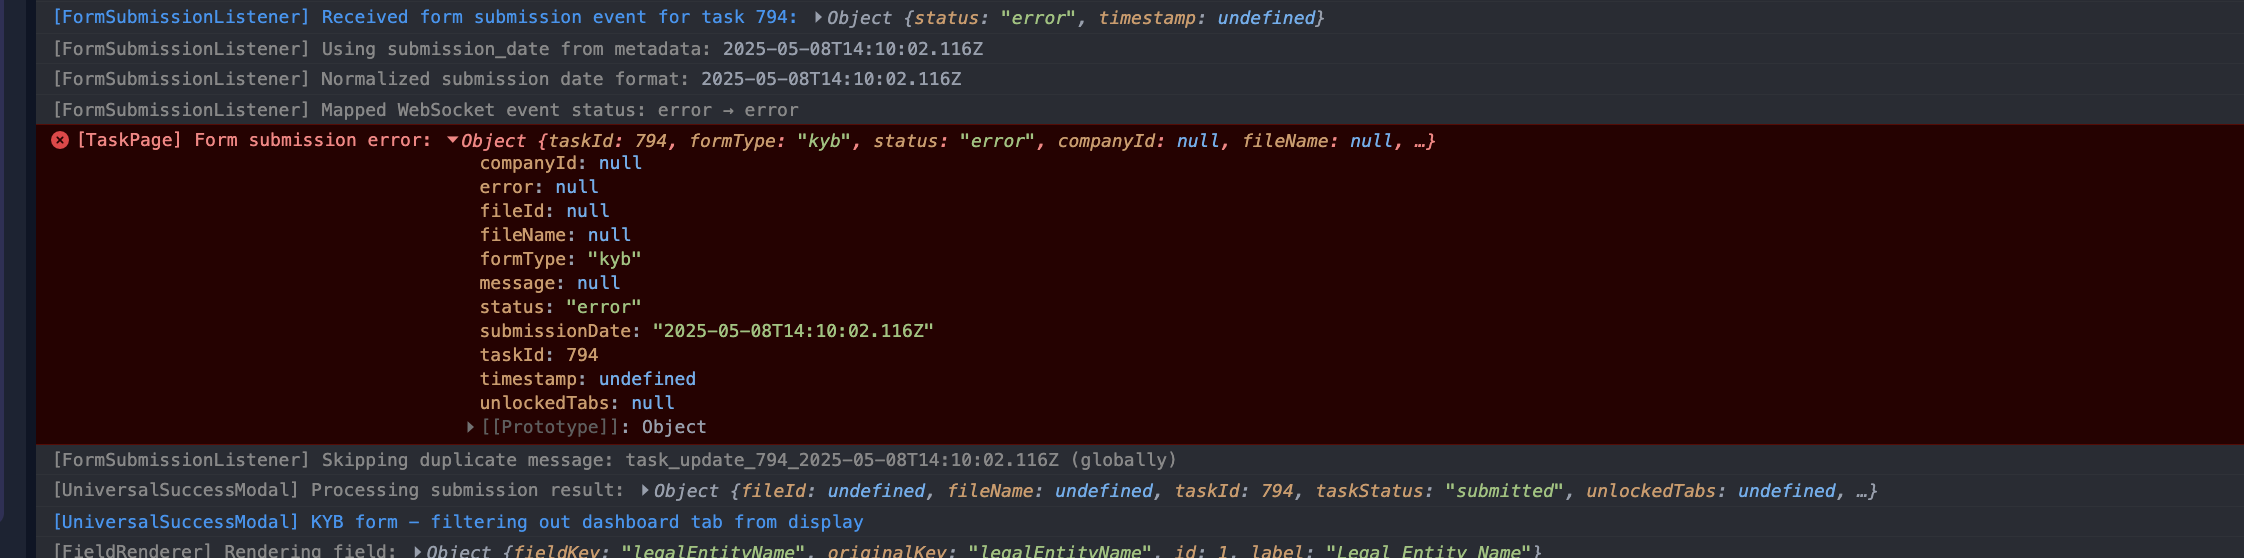 [FormSubmissionListener] Received form submission event for task 794: ▶Object {status: "error", timestamp: undefined}
[FormSubmissionListener] Using submission_date from metadata: 2025-05-08T14:10:02.116Z
[FormSubmissionListener] Normalized submission date format: 2025-05-08T14:10:02.116Z
[FormSubmissionListener] Mapped WebSocket event status: error → error
[TaskPage] Form submission error: ▼Object {taskId: 794, formType: "kyb", status: "error", companyId: null, fileName: null, …}
companyId: null
error: null
fileId: null
fileName: null
formType: "kyb"
message: null
status: "error"
submissionDate: "2025-05-08T14:10:02.116Z"
taskId: 794
timestamp: undefined
unlockedTabs: null
▶[[Prototype]]: Object
[FormSubmissionListener] Skipping duplicate message: task_update_794_2025-05-08T14:10:02.116Z (globally)
[UniversalSuccessModal] Processing submission result: ▶Object {fileId: undefined, fileName: undefined, taskId: 794, taskStatus: "submitted", unlockedTabs: undefined, …}
[UniversalSuccessModal] KYB form – filtering out dashboard tab from display
[FieldRenderer] Rendering field: ▶Object {fieldKey: "legalEntityName", originalKey: "legalEntityName", id: 1, label: "Legal Entity Name"}